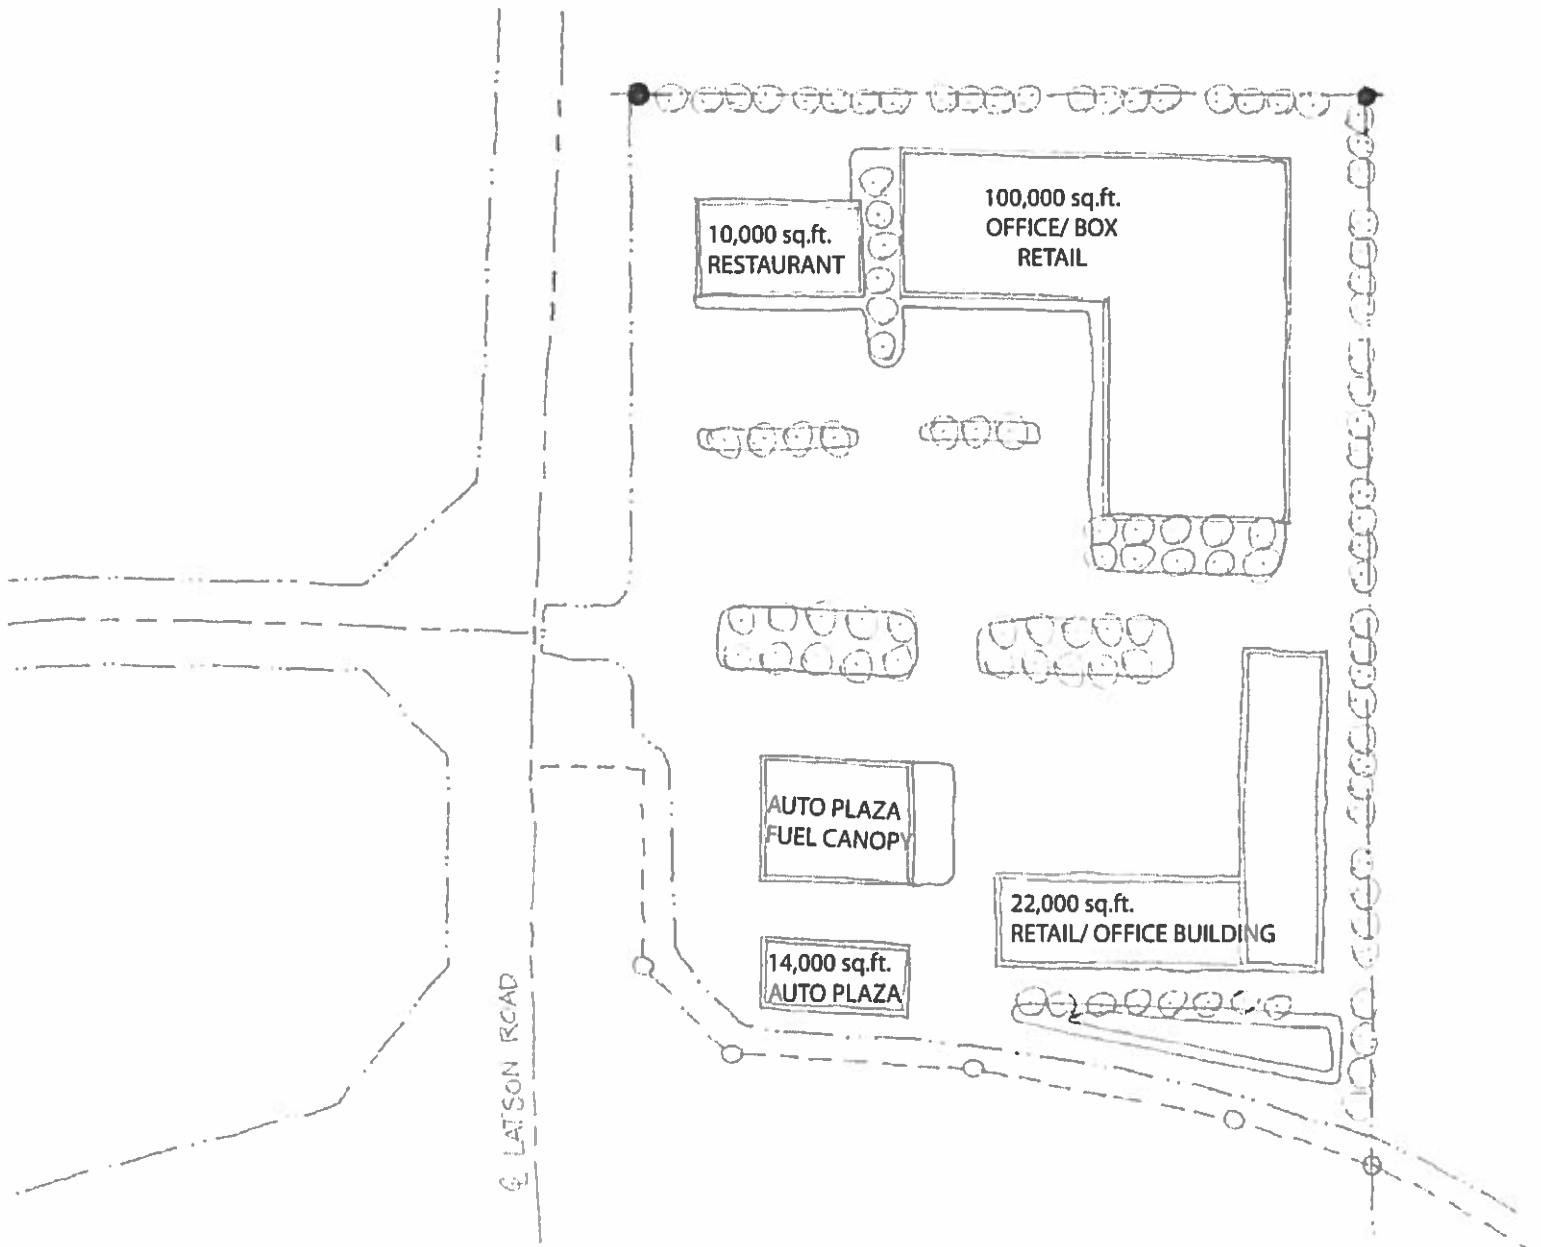 100,000 sq.ft.
OFFICE/ BOX
RETAIL
10,000 sq.ft.
RESTAURANT
AUTO PLAZA
FUEL CANOPY
22,000 sq.ft.
RETAIL/ OFFICE BUILDING
14,000 sq.ft.
AUTO PLAZA
℄ LATSON ROAD